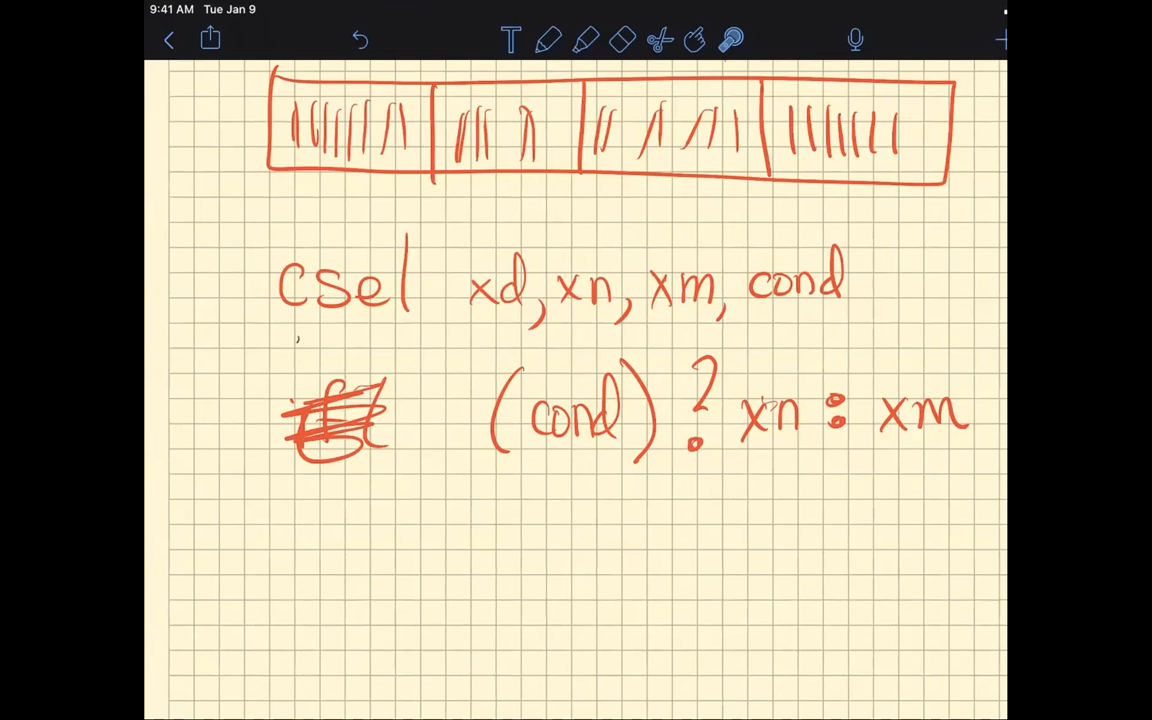 9:41 AM Tue Jan 9
csel xd, xn, xm, cond
(cond) ? xn : xm